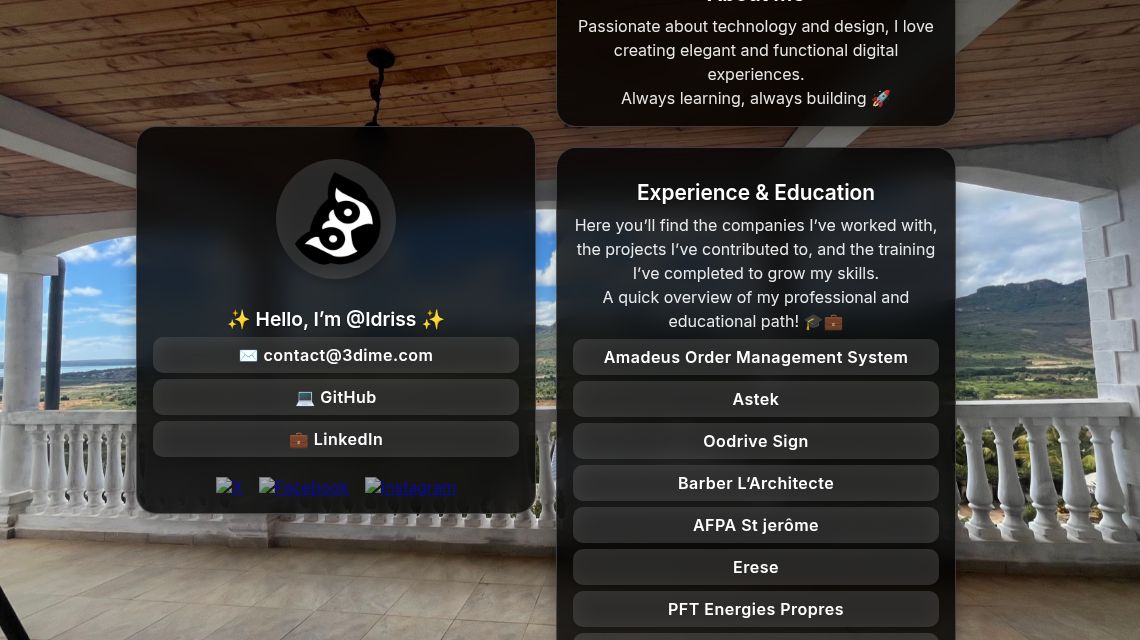 ✨ Hello, I’m @Idriss ✨
✉️ contact@3dime.com
💻 GitHub
💼 LinkedIn
X Facebook Instagram
About me
Passionate about technology and design, I love
creating elegant and functional digital
experiences.
Always learning, always building 🚀
Experience & Education
Here you’ll find the companies I’ve worked with,
the projects I’ve contributed to, and the training
I’ve completed to grow my skills.
A quick overview of my professional and
educational path! 🎓💼
Amadeus Order Management System
Astek
Oodrive Sign
Barber L’Architecte
AFPA St jerôme
Erese
PFT Energies Propres